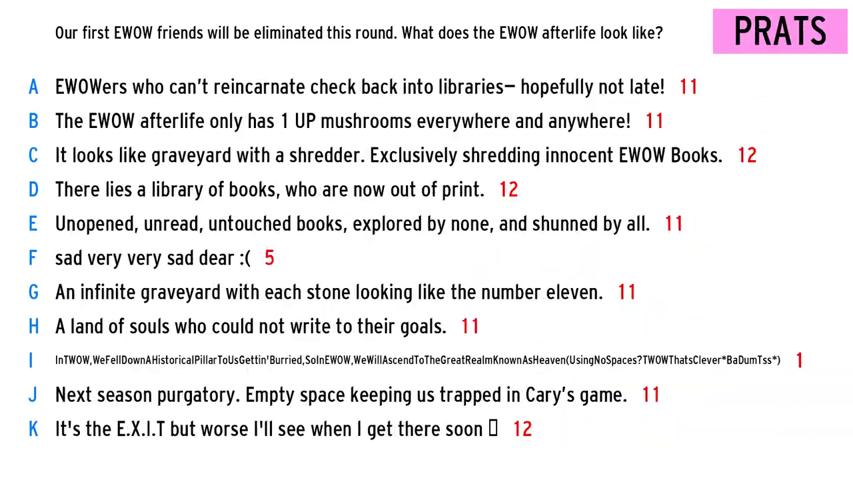 Our first EWOW friends will be eliminated this round. What does the EWOW afterlife look like?
PRATS
A EWOWers who can't reincarnate check back into libraries— hopefully not late! 11
B The EWOW afterlife only has 1 UP mushrooms everywhere and anywhere! 11
C It looks like graveyard with a shredder. Exclusively shredding innocent EWOW Books. 12
D There lies a library of books, who are now out of print. 12
E Unopened, unread, untouched books, explored by none, and shunned by all. 11
F sad very very sad dear :( 5
G An infinite graveyard with each stone looking like the number eleven. 11
H A land of souls who could not write to their goals. 11
I InTWOW,WeFellDownAHistoricalPillarToUsGettin'Burried,SoInEWOW,WeWillAscendToTheGreatRealmKnownAsHeaven(UsingNoSpaces?TWOWThatsClever*BaDumTss*) 1
J Next season purgatory. Empty space keeping us trapped in Cary's game. 11
K It's the E.X.I.T but worse I'll see when I get there soon 12